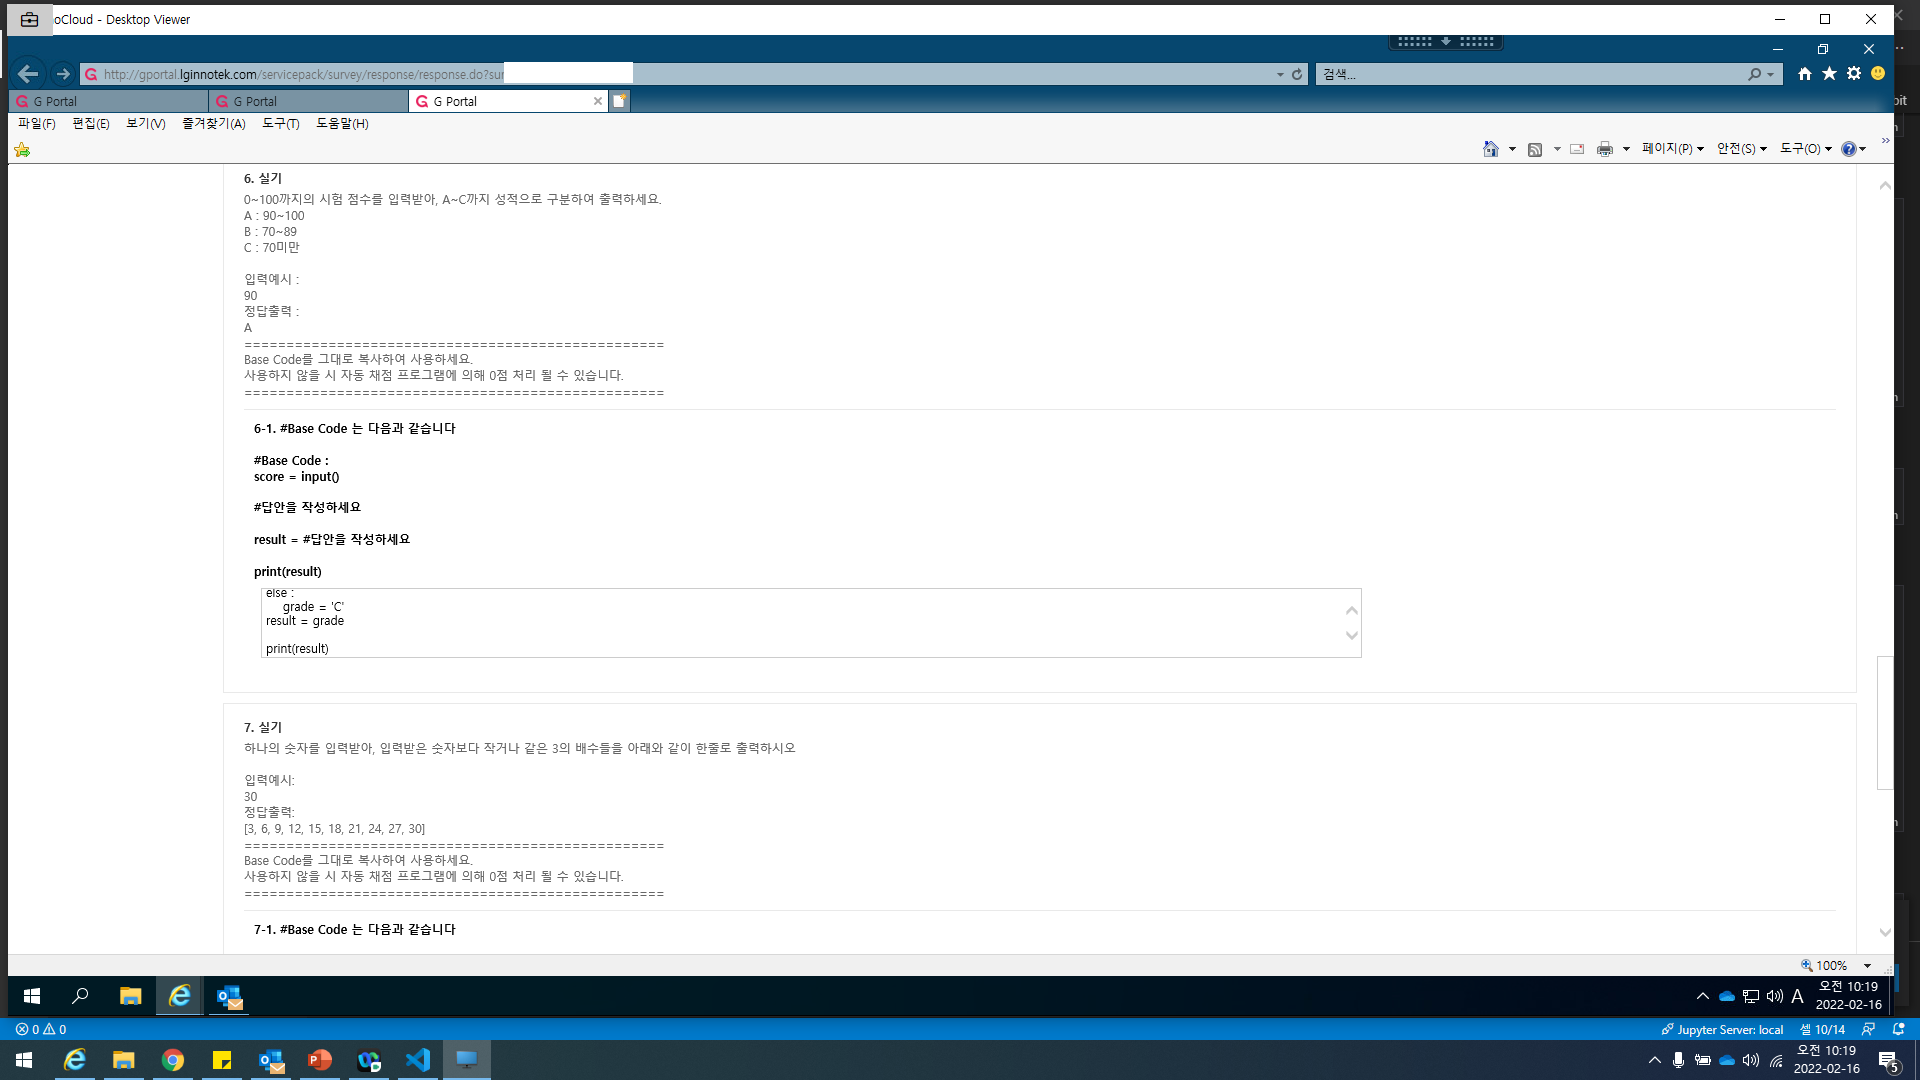 oCloud - Desktop Viewer
http://gportal.lginnotek.com/servicepack/survey/response/response.do?sur
검색...
G Portal
G Portal
G Portal
파일(F) 편집(E) 보기(V) 즐겨찾기(A) 도구(T) 도움말(H)
페이지(P) 안전(S) 도구(O)
6. 실기
0~100까지의 시험 점수를 입력받아, A~C까지 성적으로 구분하여 출력하세요.
A : 90~100
B : 70~89
C : 70미만
입력예시 :
90
정답출력 :
A
==================================================
Base Code를 그대로 복사하여 사용하세요.
사용하지 않을 시 자동 채점 프로그램에 의해 0점 처리 될 수 있습니다.
==================================================
6-1. #Base Code 는 다음과 같습니다
#Base Code :
score = input()
#답안을 작성하세요
result = #답안을 작성하세요
print(result)
else :
grade = 'C'
result = grade
print(result)
7. 실기
하나의 숫자를 입력받아, 입력받은 숫자보다 작거나 같은 3의 배수들을 아래와 같이 한줄로 출력하시오
입력예시:
30
정답출력:
[3, 6, 9, 12, 15, 18, 21, 24, 27, 30]
==================================================
Base Code를 그대로 복사하여 사용하세요.
사용하지 않을 시 자동 채점 프로그램에 의해 0점 처리 될 수 있습니다.
==================================================
7-1. #Base Code 는 다음과 같습니다
100%
A
오전 10:19
2022-02-16
0 0
Jupyter Server: local 셀 10/14
오전 10:19
2022-02-16
5